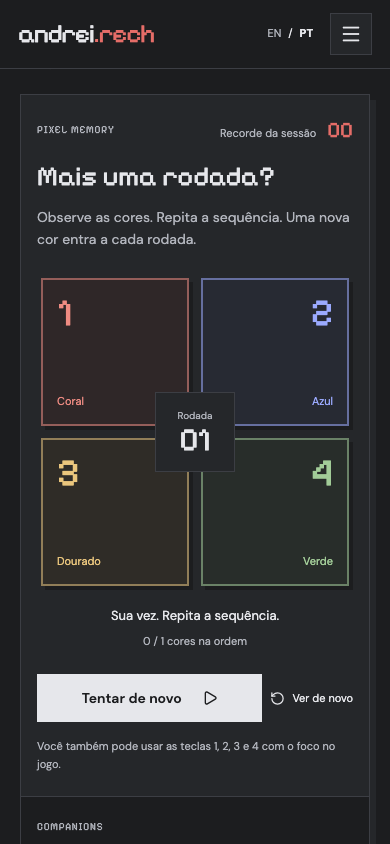 andrei.rech
EN / PT
PIXEL MEMORY
Recorde da sessão 00
Mais uma rodada?
Observe as cores. Repita a sequência. Uma nova
cor entra a cada rodada.
1
Coral
2
Azul
Rodada
01
3
Dourado
4
Verde
Sua vez. Repita a sequência.
0 / 1 cores na ordem
Tentar de novo
Ver de novo
Você também pode usar as teclas 1, 2, 3 e 4 com o foco no
jogo.
COMPANIONS